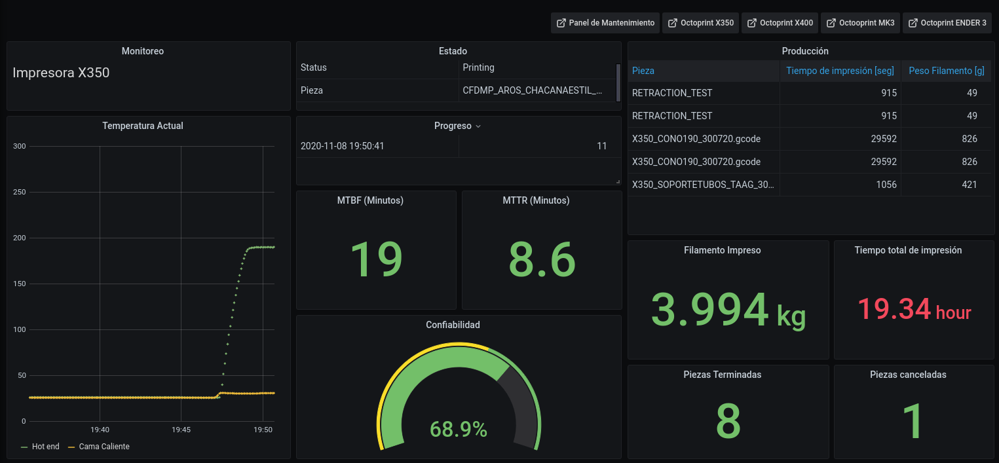 Panel de Mantenimiento
Octoprint X350
Octoprint X400
Octooprint MK3
Octoprint ENDER 3
Monitoreo
Impresora X350
Temperatura Actual
300
250
200
150
100
50
0
19:40 19:45 19:50
Hot end Cama Caliente
Estado
Status Printing
Pieza CFDMP_AROS_CHACANAESTIL_...
Progreso
2020-11-08 19:50:41 11
MTBF (Minutos)
19
MTTR (Minutos)
8.6
Confiabilidad
68.9%
Producción
Pieza Tiempo de impresión [seg] Peso Filamento [g]
RETRACTION_TEST 915 49
RETRACTION_TEST 915 49
X350_CONO190_300720.gcode 29592 826
X350_CONO190_300720.gcode 29592 826
X350_SOPORTETUBOS_TAAG_30... 1056 421
Filamento Impreso
3.994 kg
Tiempo total de impresión
19.34 hour
Piezas Terminadas
8
Piezas canceladas
1